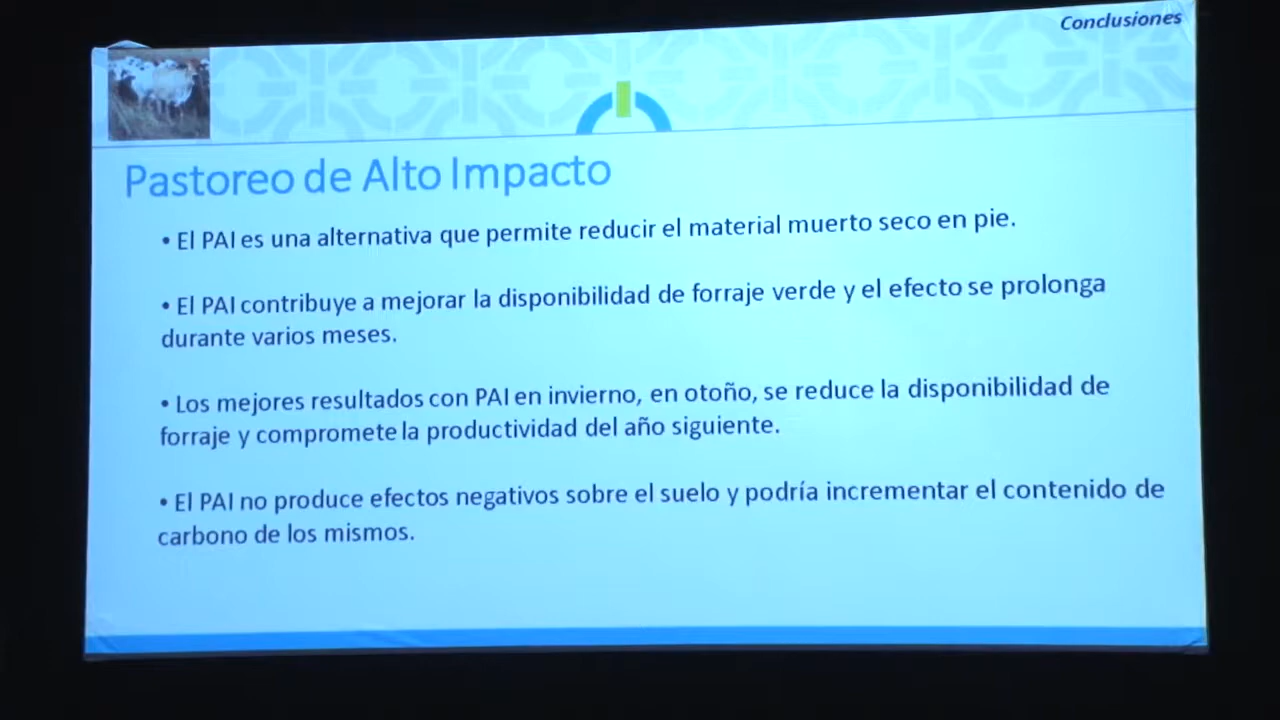 Conclusiones
Pastoreo de Alto Impacto
• El PAI es una alternativa que permite reducir el material muerto seco en pie.
• El PAI contribuye a mejorar la disponibilidad de forraje verde y el efecto se prolonga
durante varios meses.
• Los mejores resultados con PAI en invierno, en otoño, se reduce la disponibilidad de
forraje y compromete la productividad del año siguiente.
• El PAI no produce efectos negativos sobre el suelo y podría incrementar el contenido de
carbono de los mismos.